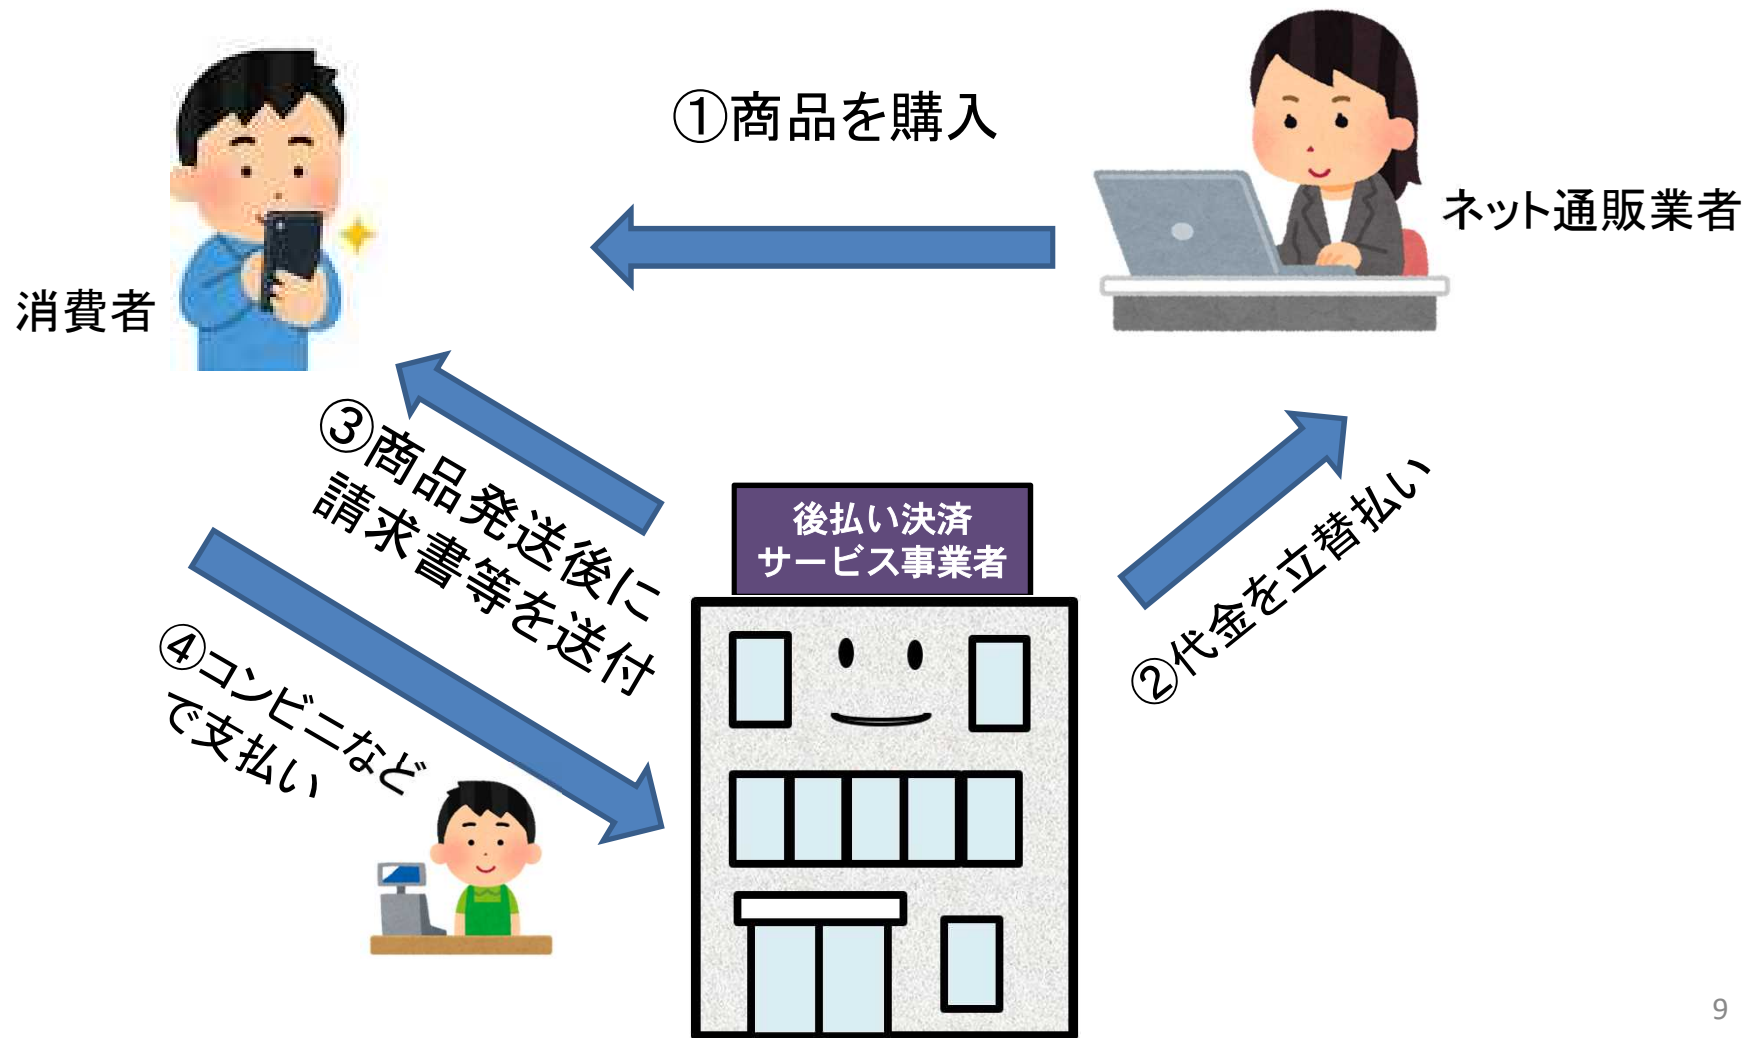 ①商品を購入
ネット通販業者
消費者
③商品発送後に
請求書等を送付
後払い決済
サービス事業者
②代金を立替払い
④コンビニなど
で支払い
9